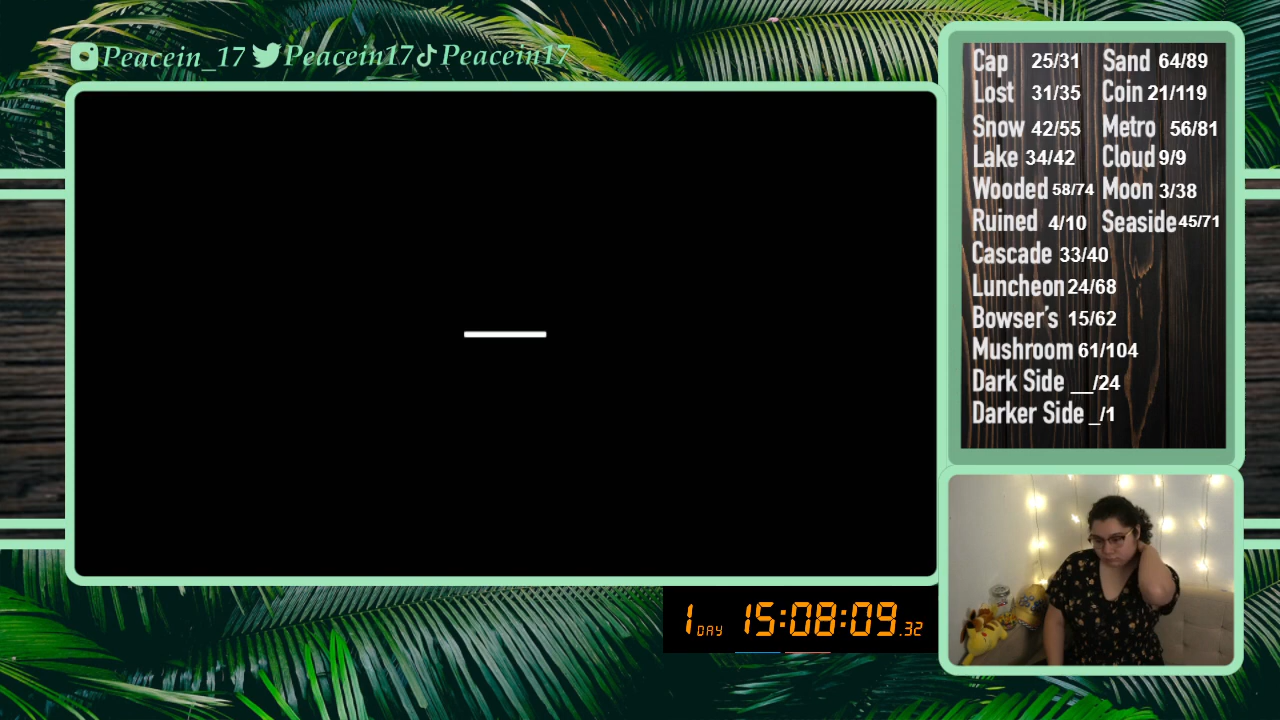 Peacein_17 Peacein17 Peacein17
Cap 25/31 Sand 64/89
Lost 31/35 Coin 21/119
Snow 42/55 Metro 56/81
Lake 34/42 Cloud 9/9
Wooded 58/74 Moon 3/38
Ruined 4/10 Seaside 45/71
Cascade 33/40
Luncheon 24/68
Bowser's 15/62
Mushroom 61/104
Dark Side __/24
Darker Side _/1
1 DAY 15:08:09.32